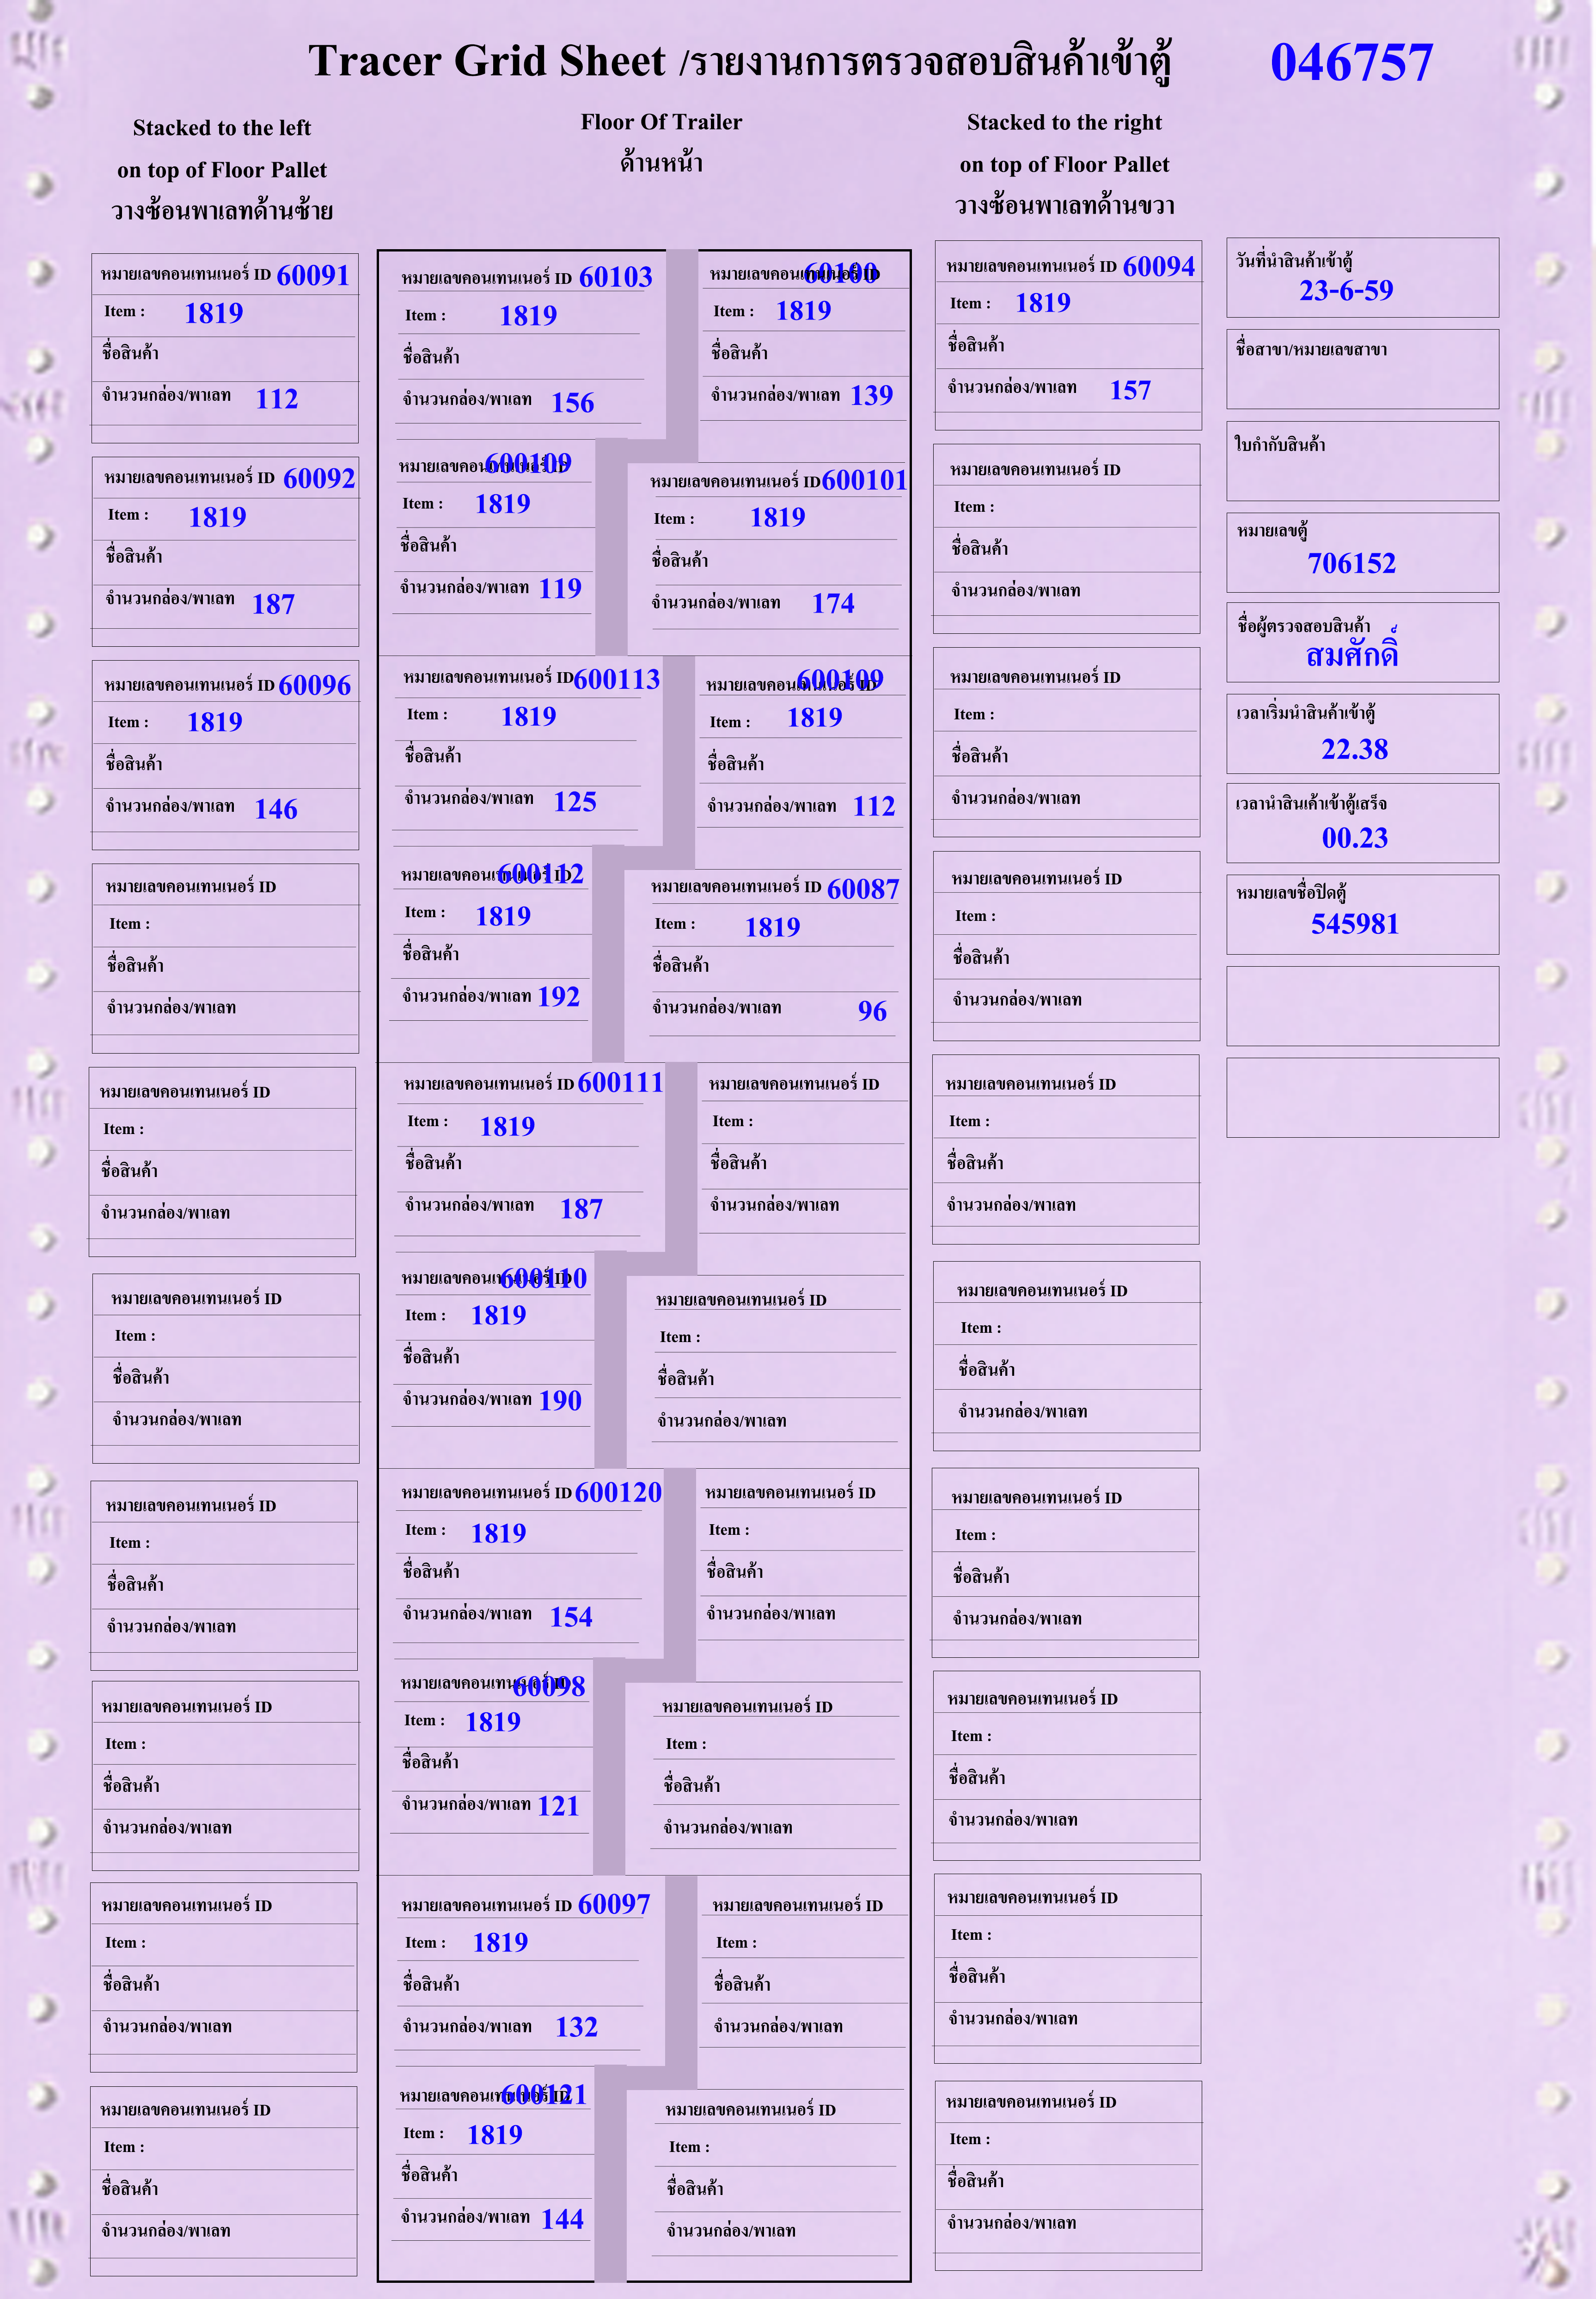 Tracer Grid Sheet /รายงานการตรวจสอบสินค้าเข้าตู้ 046757
Stacked to the left
on top of Floor Pallet
วางซ้อนพาเลทด้านซ้าย
Floor Of Trailer
ด้านหน้า
Stacked to the right
on top of Floor Pallet
วางซ้อนพาเลทด้านขวา
หมายเลขคอนเทนเนอร์ ID 60091
Item : 1819
ชื่อสินค้า
จำนวนกล่อง/พาเลท 112
หมายเลขคอนเทนเนอร์ ID 60092
Item : 1819
ชื่อสินค้า
จำนวนกล่อง/พาเลท 187
หมายเลขคอนเทนเนอร์ ID 60096
Item : 1819
ชื่อสินค้า
จำนวนกล่อง/พาเลท 146
หมายเลขคอนเทนเนอร์ ID
Item :
ชื่อสินค้า
จำนวนกล่อง/พาเลท
หมายเลขคอนเทนเนอร์ ID
Item :
ชื่อสินค้า
จำนวนกล่อง/พาเลท
หมายเลขคอนเทนเนอร์ ID
Item :
ชื่อสินค้า
จำนวนกล่อง/พาเลท
หมายเลขคอนเทนเนอร์ ID
Item :
ชื่อสินค้า
จำนวนกล่อง/พาเลท
หมายเลขคอนเทนเนอร์ ID
Item :
ชื่อสินค้า
จำนวนกล่อง/พาเลท
หมายเลขคอนเทนเนอร์ ID
Item :
ชื่อสินค้า
จำนวนกล่อง/พาเลท
หมายเลขคอนเทนเนอร์ ID
Item :
ชื่อสินค้า
จำนวนกล่อง/พาเลท
หมายเลขคอนเทนเนอร์ ID 60103
Item : 1819
ชื่อสินค้า
จำนวนกล่อง/พาเลท 156
หมายเลขคอนเทนเนอร์ ID 600109
Item : 1819
ชื่อสินค้า
จำนวนกล่อง/พาเลท 119
หมายเลขคอนเทนเนอร์ ID 600113
Item : 1819
ชื่อสินค้า
จำนวนกล่อง/พาเลท 125
หมายเลขคอนเทนเนอร์ ID 600112
Item : 1819
ชื่อสินค้า
จำนวนกล่อง/พาเลท 192
หมายเลขคอนเทนเนอร์ ID 600111
Item : 1819
ชื่อสินค้า
จำนวนกล่อง/พาเลท 187
หมายเลขคอนเทนเนอร์ ID 600110
Item : 1819
ชื่อสินค้า
จำนวนกล่อง/พาเลท 190
หมายเลขคอนเทนเนอร์ ID 600120
Item : 1819
ชื่อสินค้า
จำนวนกล่อง/พาเลท 154
หมายเลขคอนเทนเนอร์ ID 60098
Item : 1819
ชื่อสินค้า
จำนวนกล่อง/พาเลท 121
หมายเลขคอนเทนเนอร์ ID 60097
Item : 1819
ชื่อสินค้า
จำนวนกล่อง/พาเลท 132
หมายเลขคอนเทนเนอร์ ID 600121
Item : 1819
ชื่อสินค้า
จำนวนกล่อง/พาเลท 144
หมายเลขคอนเทนเนอร์ ID 60100
Item : 1819
ชื่อสินค้า
จำนวนกล่อง/พาเลท 139
หมายเลขคอนเทนเนอร์ ID 600101
Item : 1819
ชื่อสินค้า
จำนวนกล่อง/พาเลท 174
หมายเลขคอนเทนเนอร์ ID 600109
Item : 1819
ชื่อสินค้า
จำนวนกล่อง/พาเลท 112
หมายเลขคอนเทนเนอร์ ID 60087
Item : 1819
ชื่อสินค้า
จำนวนกล่อง/พาเลท 96
หมายเลขคอนเทนเนอร์ ID
Item :
ชื่อสินค้า
จำนวนกล่อง/พาเลท
หมายเลขคอนเทนเนอร์ ID
Item :
ชื่อสินค้า
จำนวนกล่อง/พาเลท
หมายเลขคอนเทนเนอร์ ID
Item :
ชื่อสินค้า
จำนวนกล่อง/พาเลท
หมายเลขคอนเทนเนอร์ ID
Item :
ชื่อสินค้า
จำนวนกล่อง/พาเลท
หมายเลขคอนเทนเนอร์ ID
Item :
ชื่อสินค้า
จำนวนกล่อง/พาเลท
หมายเลขคอนเทนเนอร์ ID
Item :
ชื่อสินค้า
จำนวนกล่อง/พาเลท
หมายเลขคอนเทนเนอร์ ID 60094
Item : 1819
ชื่อสินค้า
จำนวนกล่อง/พาเลท 157
หมายเลขคอนเทนเนอร์ ID
Item :
ชื่อสินค้า
จำนวนกล่อง/พาเลท
หมายเลขคอนเทนเนอร์ ID
Item :
ชื่อสินค้า
จำนวนกล่อง/พาเลท
หมายเลขคอนเทนเนอร์ ID
Item :
ชื่อสินค้า
จำนวนกล่อง/พาเลท
หมายเลขคอนเทนเนอร์ ID
Item :
ชื่อสินค้า
จำนวนกล่อง/พาเลท
หมายเลขคอนเทนเนอร์ ID
Item :
ชื่อสินค้า
จำนวนกล่อง/พาเลท
หมายเลขคอนเทนเนอร์ ID
Item :
ชื่อสินค้า
จำนวนกล่อง/พาเลท
หมายเลขคอนเทนเนอร์ ID
Item :
ชื่อสินค้า
จำนวนกล่อง/พาเลท
หมายเลขคอนเทนเนอร์ ID
Item :
ชื่อสินค้า
จำนวนกล่อง/พาเลท
หมายเลขคอนเทนเนอร์ ID
Item :
ชื่อสินค้า
จำนวนกล่อง/พาเลท
วันที่นำสินค้าเข้าตู้
23-6-59
ชื่อสาขา/หมายเลขสาขา
ใบกำกับสินค้า
หมายเลขตู้
706152
ชื่อผู้ตรวจสอบสินค้า
สมศักดิ์
เวลาเริ่มนำสินค้าเข้าตู้
22.38
เวลานำสินเค้าเข้าตู้เสร็จ
00.23
หมายเลขชื่อปิดตู้
545981